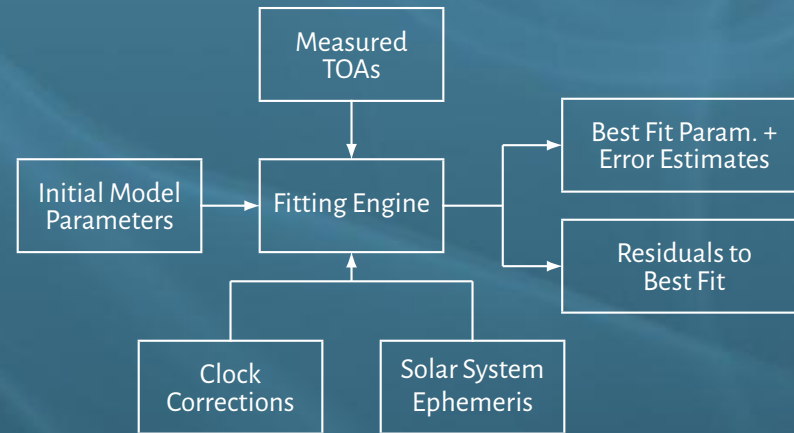 Measured
TOAs
Initial Model
Parameters
Fitting Engine
Best Fit Param. +
Error Estimates
Residuals to
Best Fit
Clock
Corrections
Solar System
Ephemeris